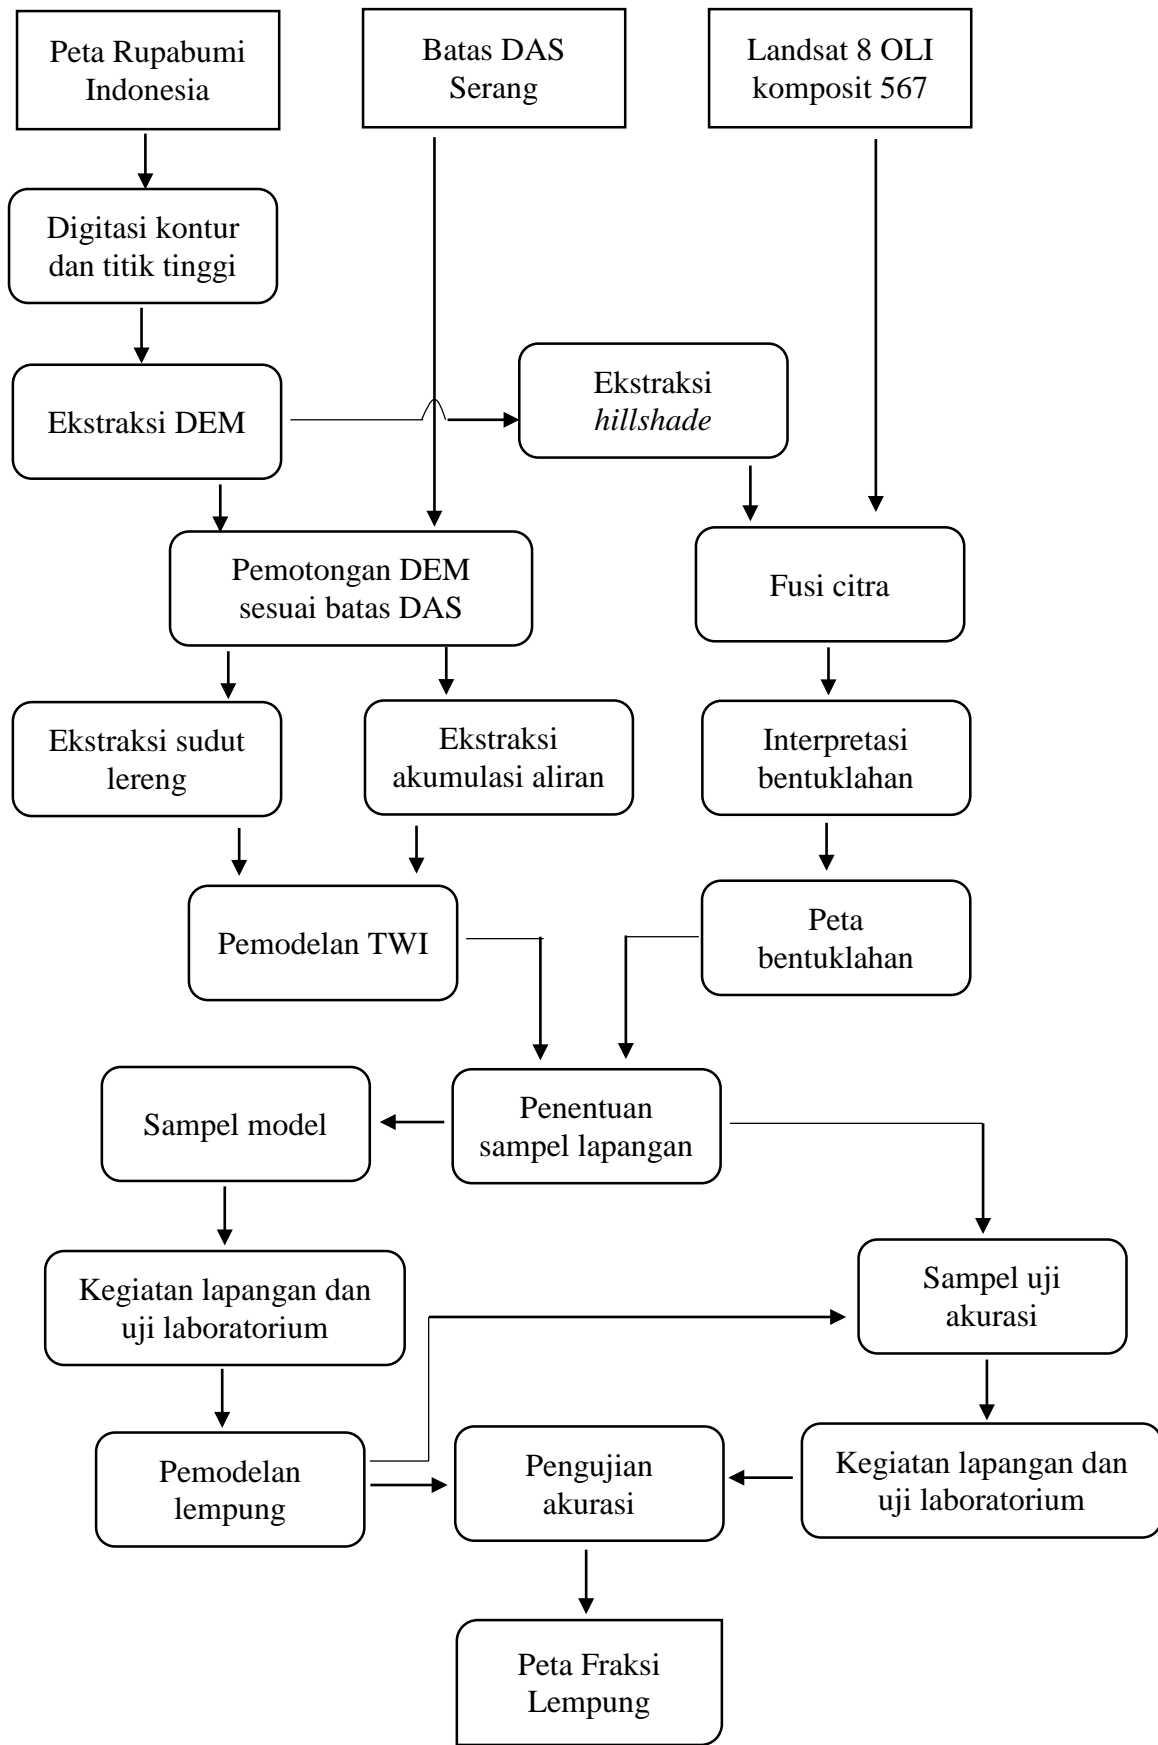 Peta Rupabumi
Indonesia
Batas DAS
Serang
Landsat 8 OLI
komposit 567
Digitasi kontur
dan titik tinggi
Ekstraksi DEM
Ekstraksi
hillshade
Pemotongan DEM
sesuai batas DAS
Fusi citra
Ekstraksi sudut
lereng
Ekstraksi
akumulasi aliran
Interpretasi
bentuklahan
Pemodelan TWI
Peta
bentuklahan
Sampel model
Penentuan
sampel lapangan
Kegiatan lapangan dan
uji laboratorium
Sampel uji
akurasi
Pemodelan
lempung
Pengujian
akurasi
Kegiatan lapangan dan
uji laboratorium
Peta Fraksi
Lempung